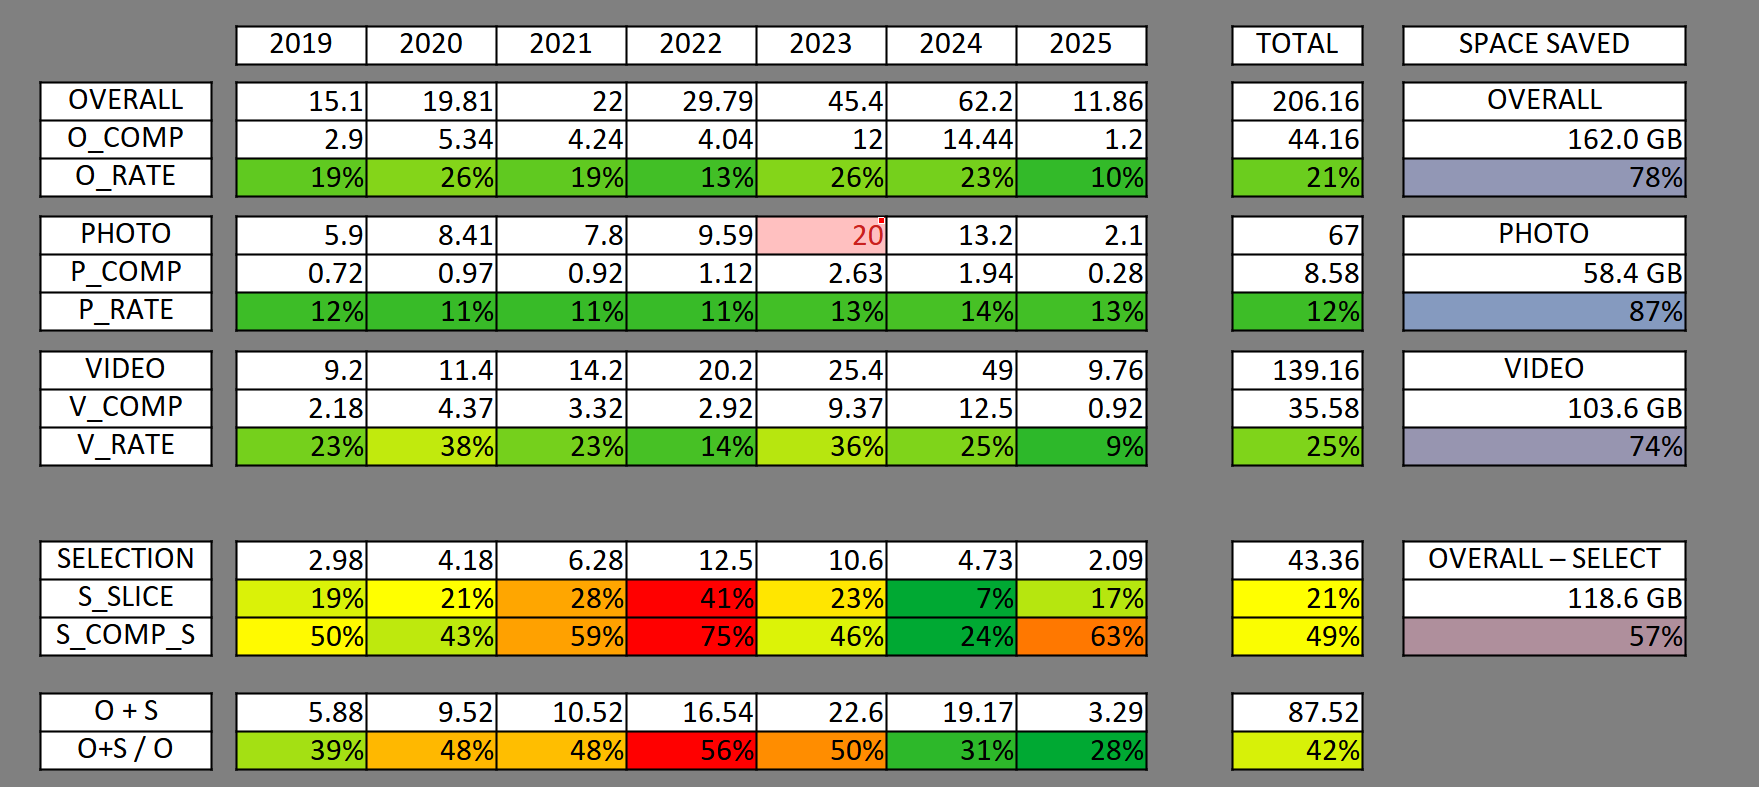 2019 2020 2021 2022 2023 2024 2025 TOTAL SPACE SAVED
OVERALL 15.1 19.81 22 29.79 45.4 62.2 11.86 206.16 OVERALL
O_COMP 2.9 5.34 4.24 4.04 12 14.44 1.2 44.16 162.0 GB
O_RATE 19% 26% 19% 13% 26% 23% 10% 21% 78%
PHOTO 5.9 8.41 7.8 9.59 20 13.2 2.1 67 PHOTO
P_COMP 0.72 0.97 0.92 1.12 2.63 1.94 0.28 8.58 58.4 GB
P_RATE 12% 11% 11% 11% 13% 14% 13% 12% 87%
VIDEO 9.2 11.4 14.2 20.2 25.4 49 9.76 139.16 VIDEO
V_COMP 2.18 4.37 3.32 2.92 9.37 12.5 0.92 35.58 103.6 GB
V_RATE 23% 38% 23% 14% 36% 25% 9% 25% 74%
SELECTION 2.98 4.18 6.28 12.5 10.6 4.73 2.09 43.36 OVERALL – SELECT
S_SLICE 19% 21% 28% 41% 23% 7% 17% 21% 118.6 GB
S_COMP_S 50% 43% 59% 75% 46% 24% 63% 49% 57%
O + S 5.88 9.52 10.52 16.54 22.6 19.17 3.29 87.52
O+S / O 39% 48% 48% 56% 50% 31% 28% 42%